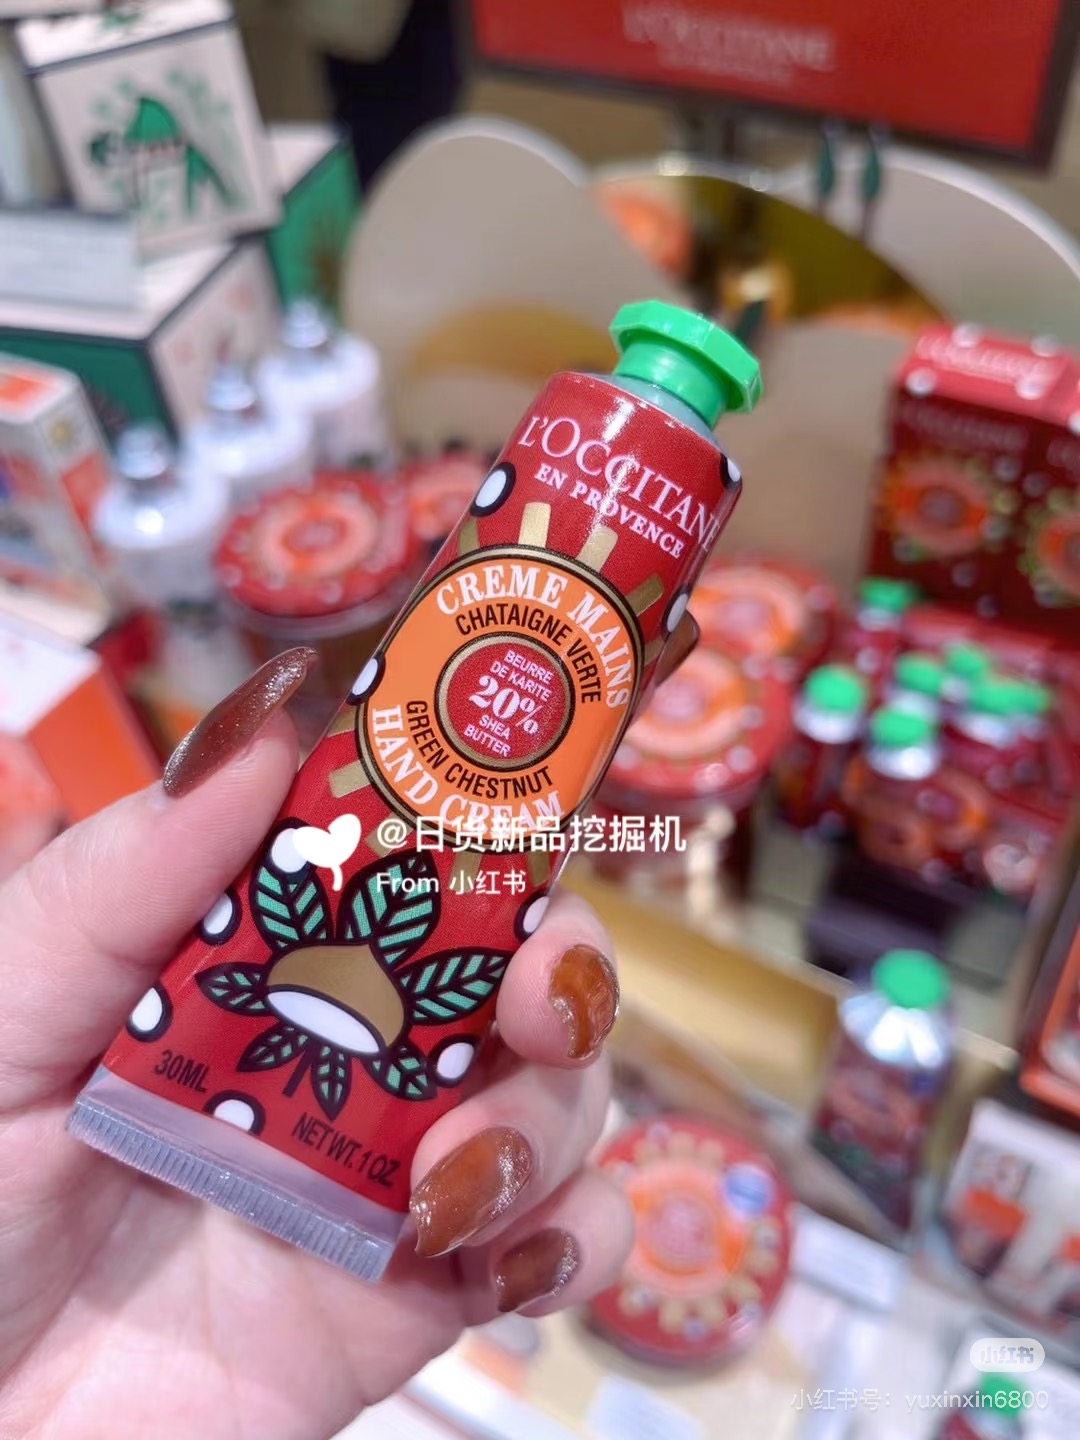 L'OCCITANE
L'OCCITANE
EN PROVENCE
CREME MAINS
CHATAIGNE VERTE
BEURRE
DE KARITE
20%
SHEA
BUTTER
GREEN CHESTNUT
HAND CREAM
@日货新品挖掘机
From 小红书
30ML
NET WT. 1 OZ
小红书
小红书号：yuxinxin6800